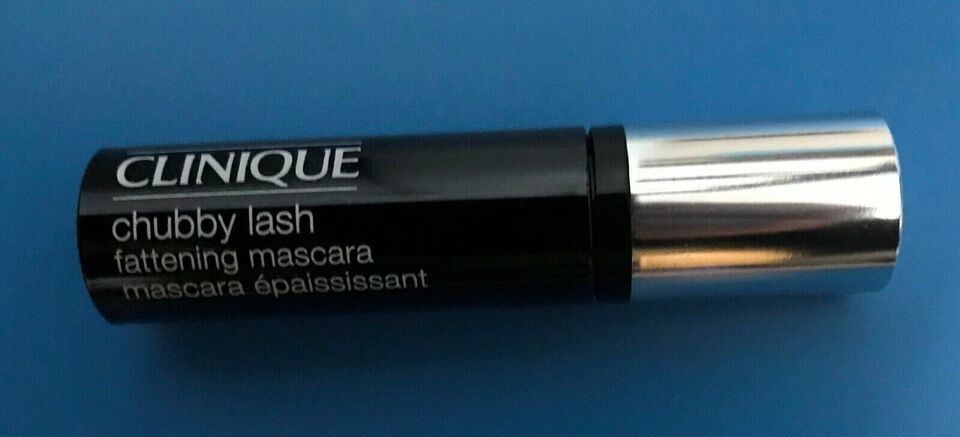 CLINIQUE
chubby lash
fattening mascara
mascara épaississant